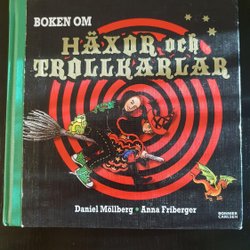 BOKEN OM
HÄXOR och
TROLLKARLAR
Daniel Möllberg • Anna Friberger
BONNIER
CARLSEN